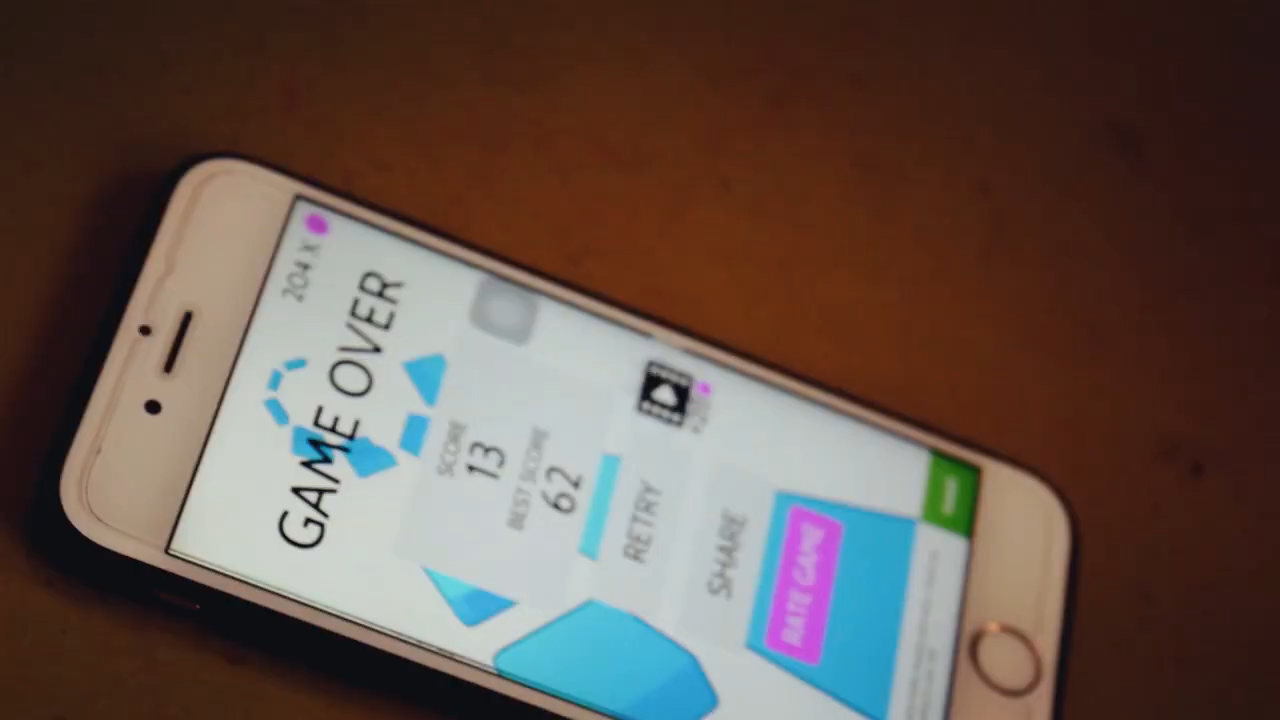 204 X
GAME OVER
SCORE
13
BEST SCORE
62
RETRY
SHARE
RATE GAME